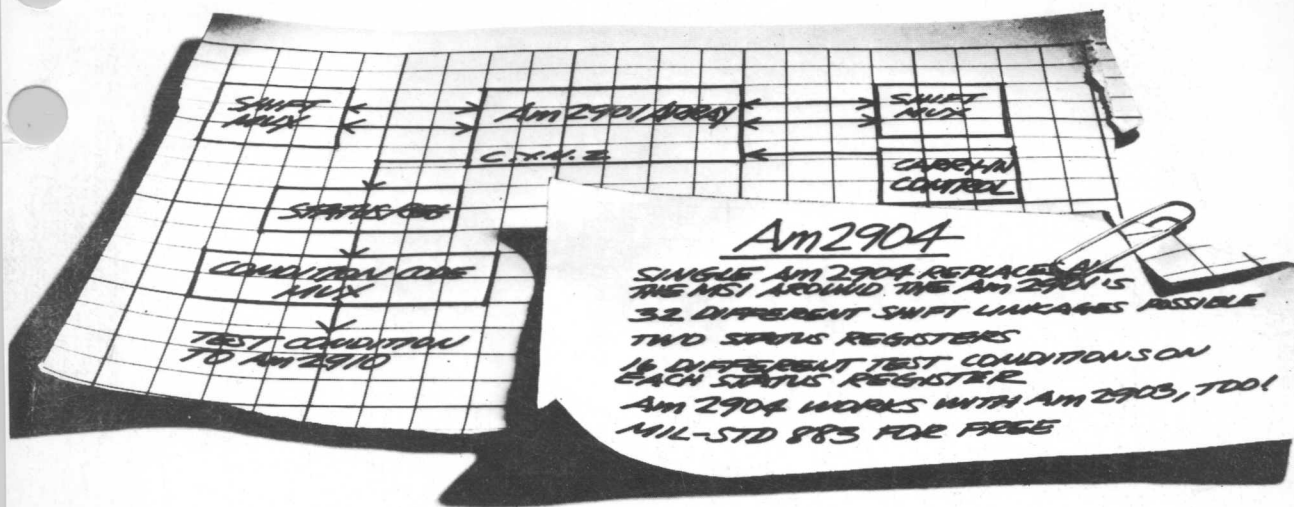 SHIFT
MUX
Am2901 ARRAY
SHIFT
MUX
C.Y.N.Z
CARRY-IN
CONTROL
STATUS REG
CONDITION CODE
MUX
TEST CONDITION
TO Am2910
Am2904
SINGLE Am2904 REPLACES ALL
THE MSI AROUND THE Am2901'S
32 DIFFERENT SHIFT LINKAGES POSSIBLE
TWO STATUS REGISTERS
16 DIFFERENT TEST CONDITIONS ON
EACH STATUS REGISTER
Am2904 WORKS WITH Am2903, TOO!
MIL-STD 883 FOR FREE